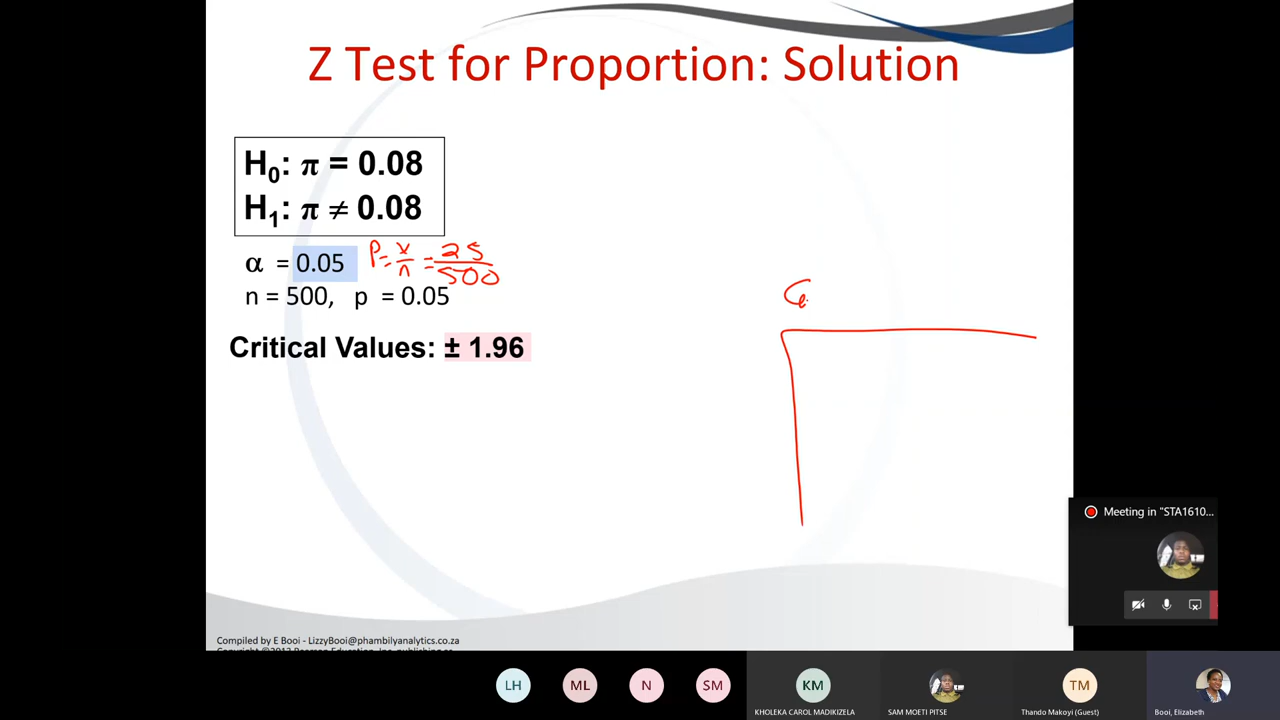 Z Test for Proportion: Solution
H₀: π = 0.08
H₁: π ≠ 0.08
α = 0.05
P = x/n = 25/500
n = 500, p = 0.05
Critical Values: ± 1.96
Meeting in "STA1610...
Compiled by E Booi - LizzyBooi@phambilyanalytics.co.za
LH
ML
N
SM
KM
TM
KHOLEKA CAROL MADIKIZELA
SAM MOETI PITSE
Thando Makoyi (Guest)
Booi, Elizabeth